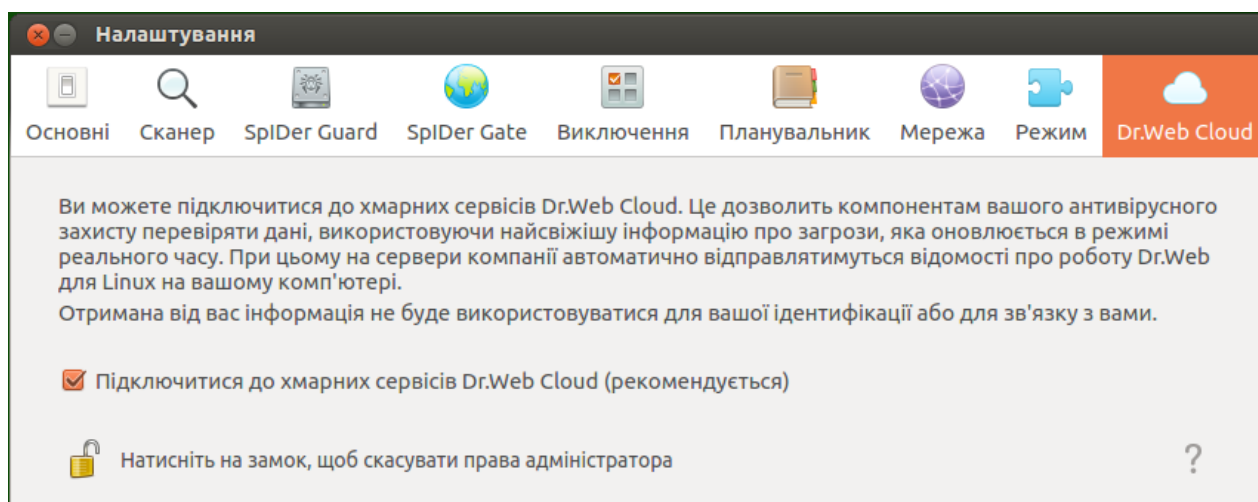 Налаштування
Основні Сканер SpIDer Guard SpIDer Gate Виключення Планувальник Мережа Режим Dr.Web Cloud
Ви можете підключитися до хмарних сервісів Dr.Web Cloud. Це дозволить компонентам вашого антивірусного
захисту перевіряти дані, використовуючи найсвіжішу інформацію про загрози, яка оновлюється в режимі
реального часу. При цьому на сервери компанії автоматично відправлятимуться відомості про роботу Dr.Web
для Linux на вашому комп'ютері.
Отримана від вас інформація не буде використовуватися для вашої ідентифікації або для зв'язку з вами.
Підключитися до хмарних сервісів Dr.Web Cloud (рекомендується)
Натисніть на замок, щоб скасувати права адміністратора ?